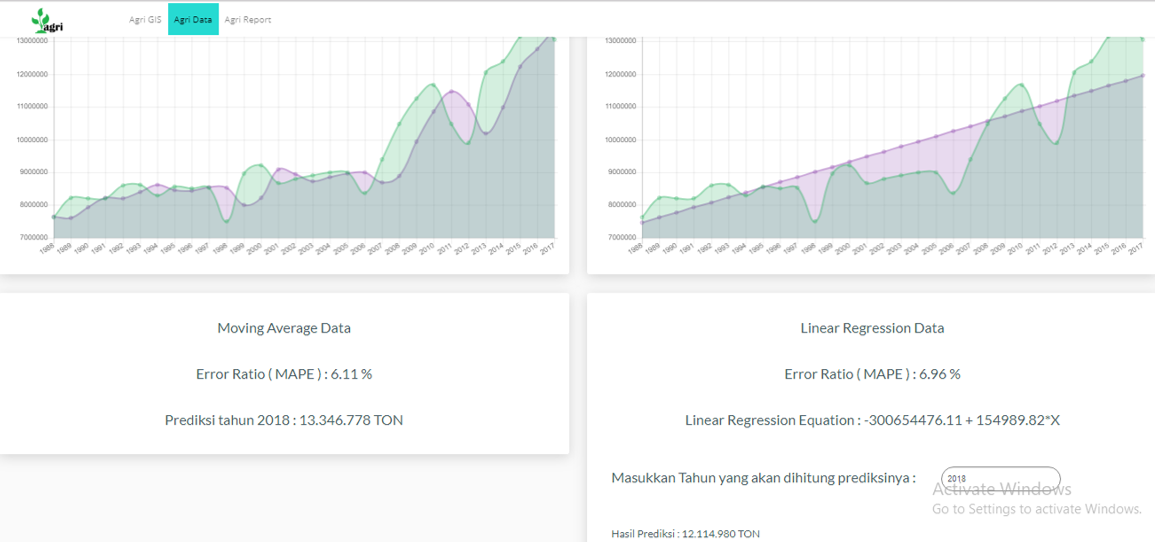 agri
Agri GIS Agri Data Agri Report
13000000
12000000
11000000
10000000
9000000
8000000
7000000
1988 1989 1990 1991 1992 1993 1994 1995 1996 1997 1998 1999 2000 2001 2002 2003 2004 2005 2006 2007 2008 2009 2010 2011 2012 2013 2014 2015 2016 2017
13000000
12000000
11000000
10000000
9000000
8000000
7000000
1988 1989 1990 1991 1992 1993 1994 1995 1996 1997 1998 1999 2000 2001 2002 2003 2004 2005 2006 2007 2008 2009 2010 2011 2012 2013 2014 2015 2016 2017
Moving Average Data
Error Ratio ( MAPE ) : 6.11 %
Prediksi tahun 2018 : 13.346.778 TON
Linear Regression Data
Error Ratio ( MAPE ) : 6.96 %
Linear Regression Equation : -300654476.11 + 154989.82*X
Masukkan Tahun yang akan dihitung prediksinya :
2018
Activate Windows
Go to Settings to activate Windows.
Hasil Prediksi : 12.114.980 TON